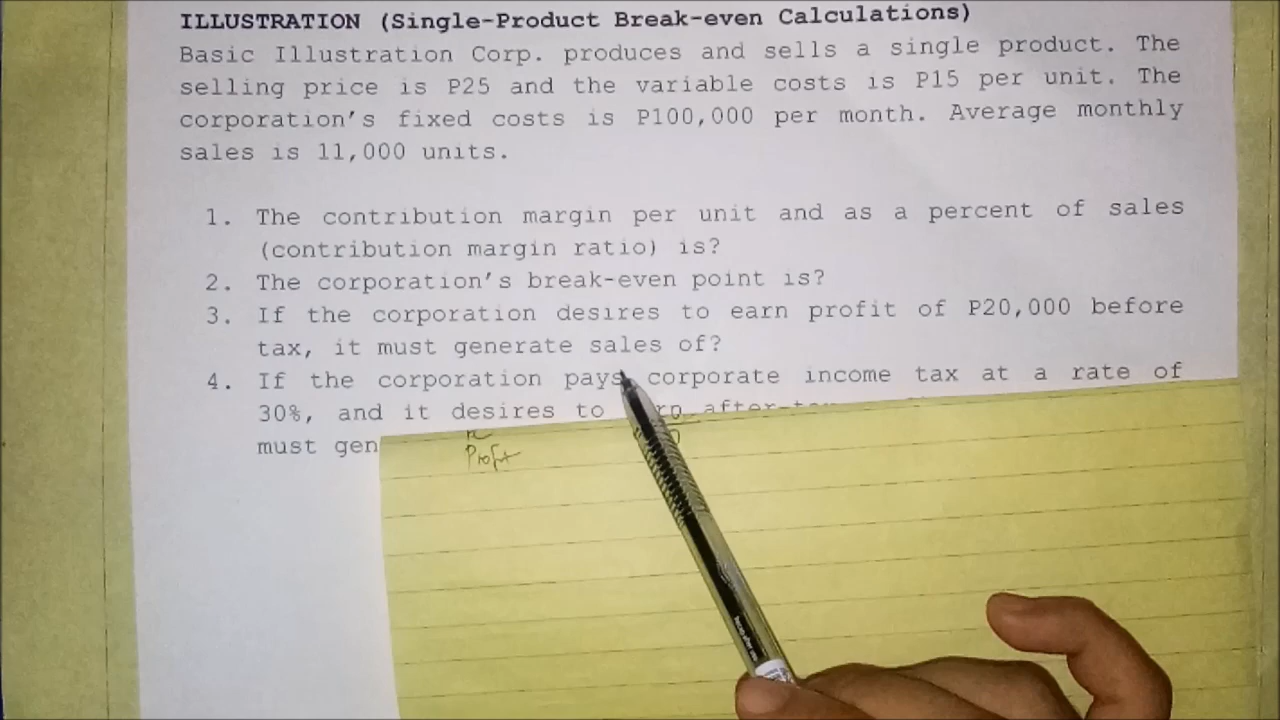 ILLUSTRATION (Single-Product Break-even Calculations)
Basic Illustration Corp. produces and sells a single product. The
selling price is P25 and the variable costs is P15 per unit. The
corporation's fixed costs is P100,000 per month. Average monthly
sales is 11,000 units.
1. The contribution margin per unit and as a percent of sales
(contribution margin ratio) is?
2. The corporation's break-even point is?
3. If the corporation desires to earn profit of P20,000 before
tax, it must generate sales of?
4. If the corporation pays corporate income tax at a rate of
30%, and it desires to after-
must gen
Profit